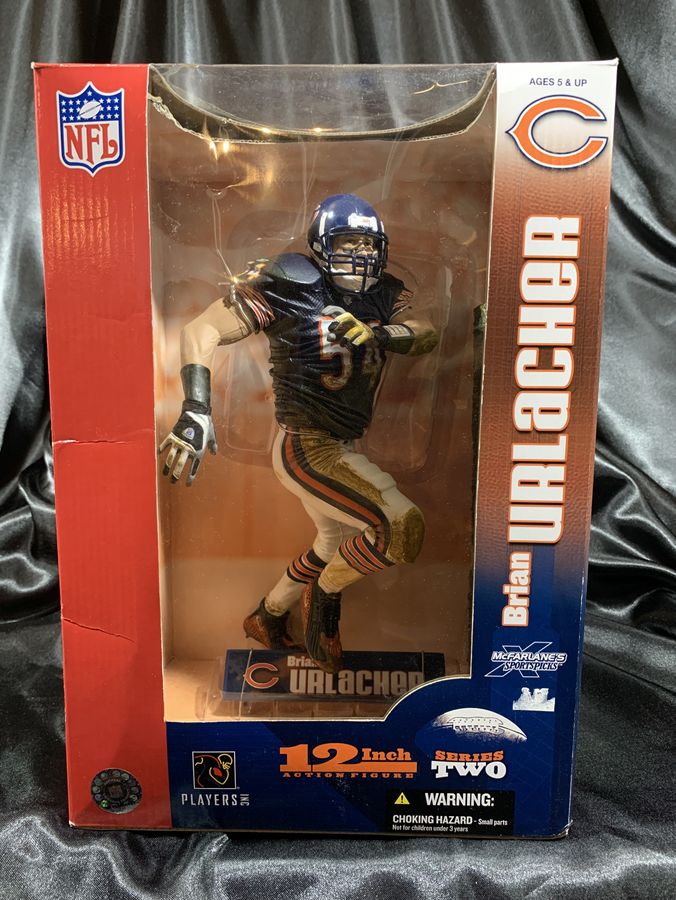 NFL
AGES 5 & UP
C
Brian URLACHER
54
Brian
URLACHER
McFARLANE'S
SPORTSPICKS
12 Inch
ACTION FIGURE
SERIES
TWO
PLAYERS INC
WARNING:
CHOKING HAZARD - Small parts
Not for children under 3 years